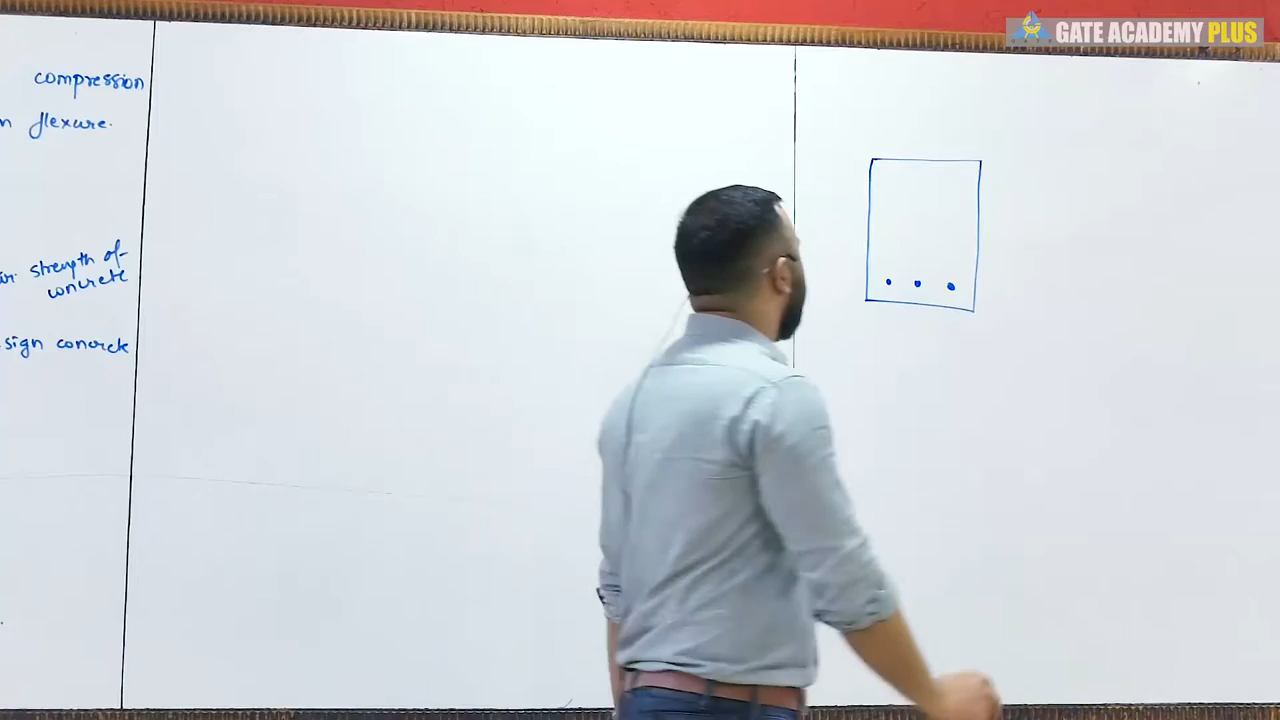 GATE ACADEMY PLUS
compression
n flexure.
strength of
concrete
sign concrete